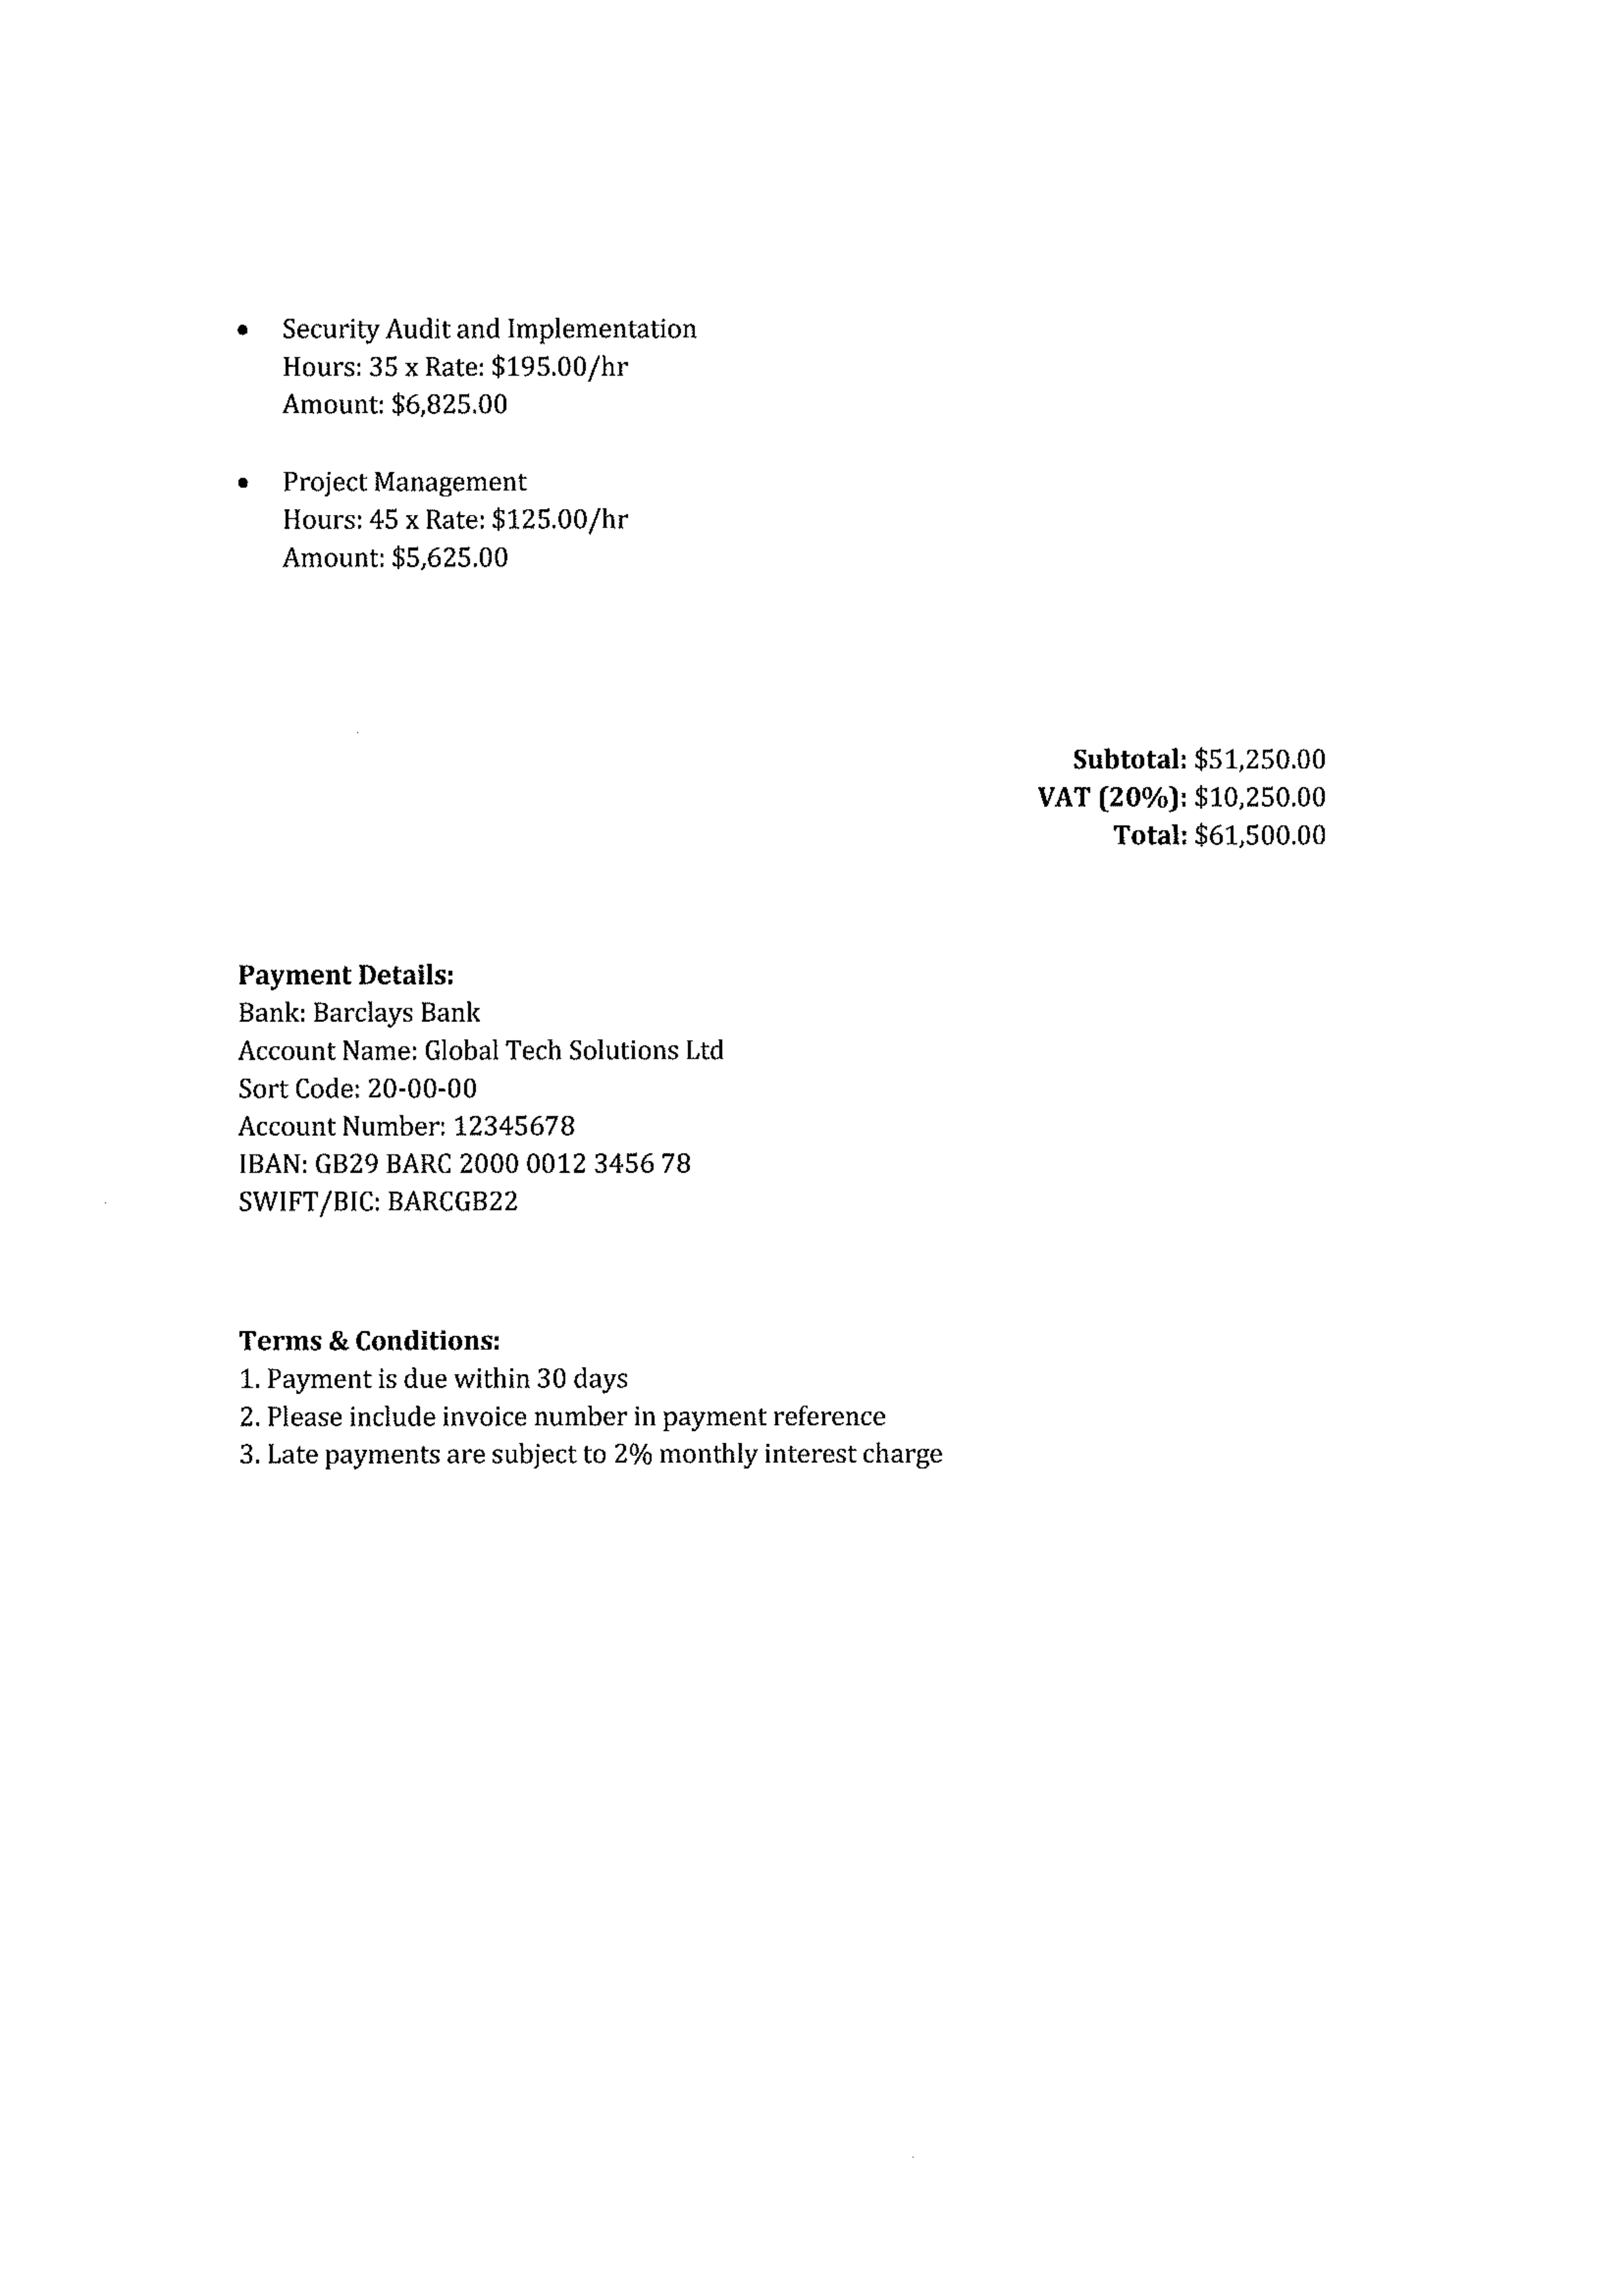 • Security Audit and Implementation
Hours: 35 x Rate: $195.00/hr
Amount: $6,825.00
• Project Management
Hours: 45 x Rate: $125.00/hr
Amount: $5,625.00
Subtotal: $51,250.00
VAT (20%): $10,250.00
Total: $61,500.00
Payment Details:
Bank: Barclays Bank
Account Name: Global Tech Solutions Ltd
Sort Code: 20-00-00
Account Number: 12345678
IBAN: GB29 BARC 2000 0012 3456 78
SWIFT/BIC: BARCGB22
Terms & Conditions:
1. Payment is due within 30 days
2. Please include invoice number in payment reference
3. Late payments are subject to 2% monthly interest charge